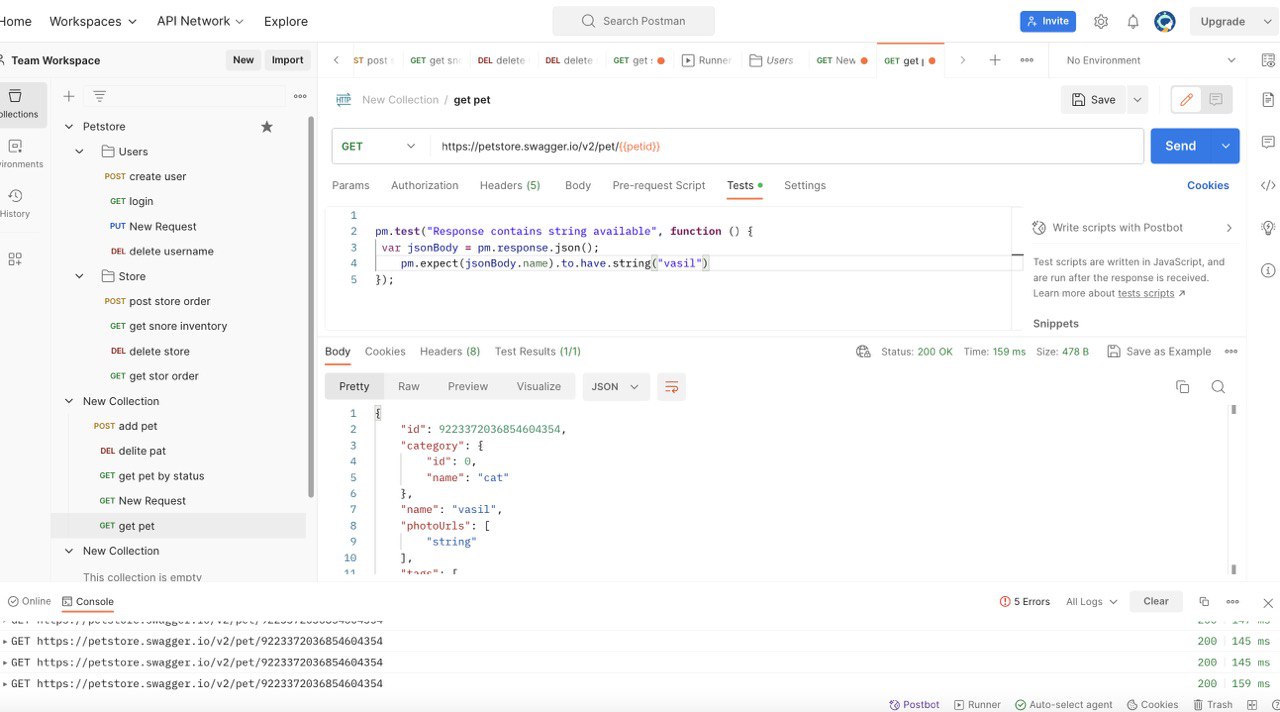 Home Workspaces API Network Explore Search Postman Invite Upgrade
Team Workspace New Import post GET get sn DEL delete DEL delete GET get s Runner Users GET New GET get p No Environment
New Collection / get pet Save
GET https://petstore.swagger.io/v2/pet/{{petid}} Send
Params Authorization Headers (5) Body Pre-request Script Tests Settings Cookies
Petstore
Users
POST create user
GET login
PUT New Request
DEL delete username
Store
POST post store order
GET get snore inventory
DEL delete store
GET get stor order
New Collection
POST add pet
DEL delite pat
GET get pet by status
GET New Request
GET get pet
New Collection
This collection is empty
History
1
2 pm.test("Response contains string available", function () {
3 var jsonBody = pm.response.json();
4 pm.expect(jsonBody.name).to.have.string("vasil")
5 });
Write scripts with Postbot
Test scripts are written in JavaScript, and
are run after the response is received.
Learn more about tests scripts ↗
Snippets
Body Cookies Headers (8) Test Results (1/1) Status: 200 OK Time: 159 ms Size: 478 B Save as Example
Pretty Raw Preview Visualize JSON
1 {
2 "id": 9223372036854604354,
3 "category": {
4 "id": 0,
5 "name": "cat"
6 },
7 "name": "vasil",
8 "photoUrls": [
9 "string"
10 ],
11 "tags": [
Online Console 5 Errors All Logs Clear
GET https://petstore.swagger.io/v2/pet/9223372036854604354 200 147 ms
GET https://petstore.swagger.io/v2/pet/9223372036854604354 200 145 ms
GET https://petstore.swagger.io/v2/pet/9223372036854604354 200 145 ms
GET https://petstore.swagger.io/v2/pet/9223372036854604354 200 159 ms
Postbot Runner Auto-select agent Cookies Trash